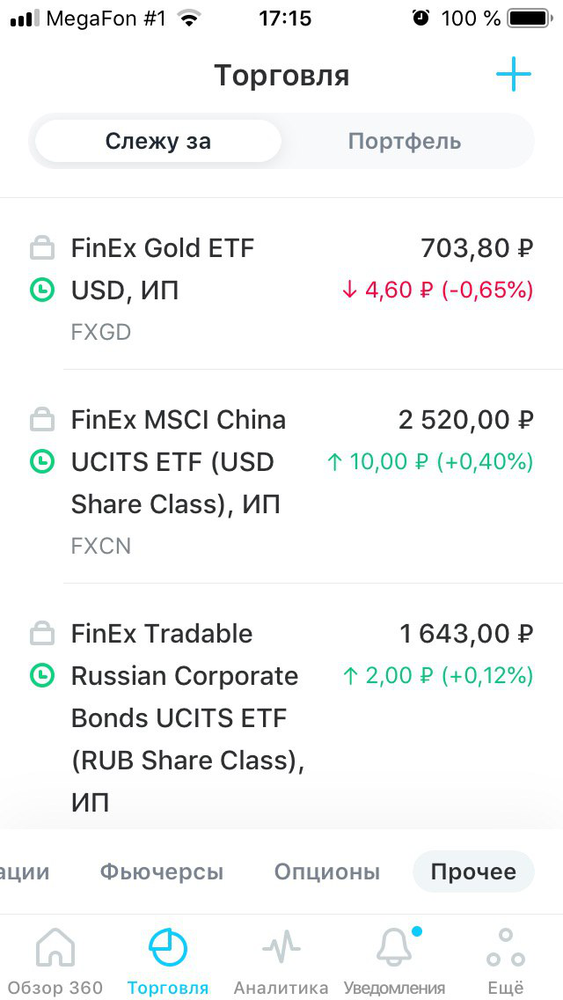 MegaFon #1 17:15 100 %
Торговля
Слежу за Портфель
FinEx Gold ETF 703,80 ₽
USD, ИП ↓ 4,60 ₽ (-0,65%)
FXGD
FinEx MSCI China 2 520,00 ₽
UCITS ETF (USD ↑ 10,00 ₽ (+0,40%)
Share Class), ИП
FXCN
FinEx Tradable 1 643,00 ₽
Russian Corporate ↑ 2,00 ₽ (+0,12%)
Bonds UCITS ETF
(RUB Share Class),
ИП
ации Фьючерсы Опционы Прочее
Обзор 360 Торговля Аналитика Уведомления Ещё